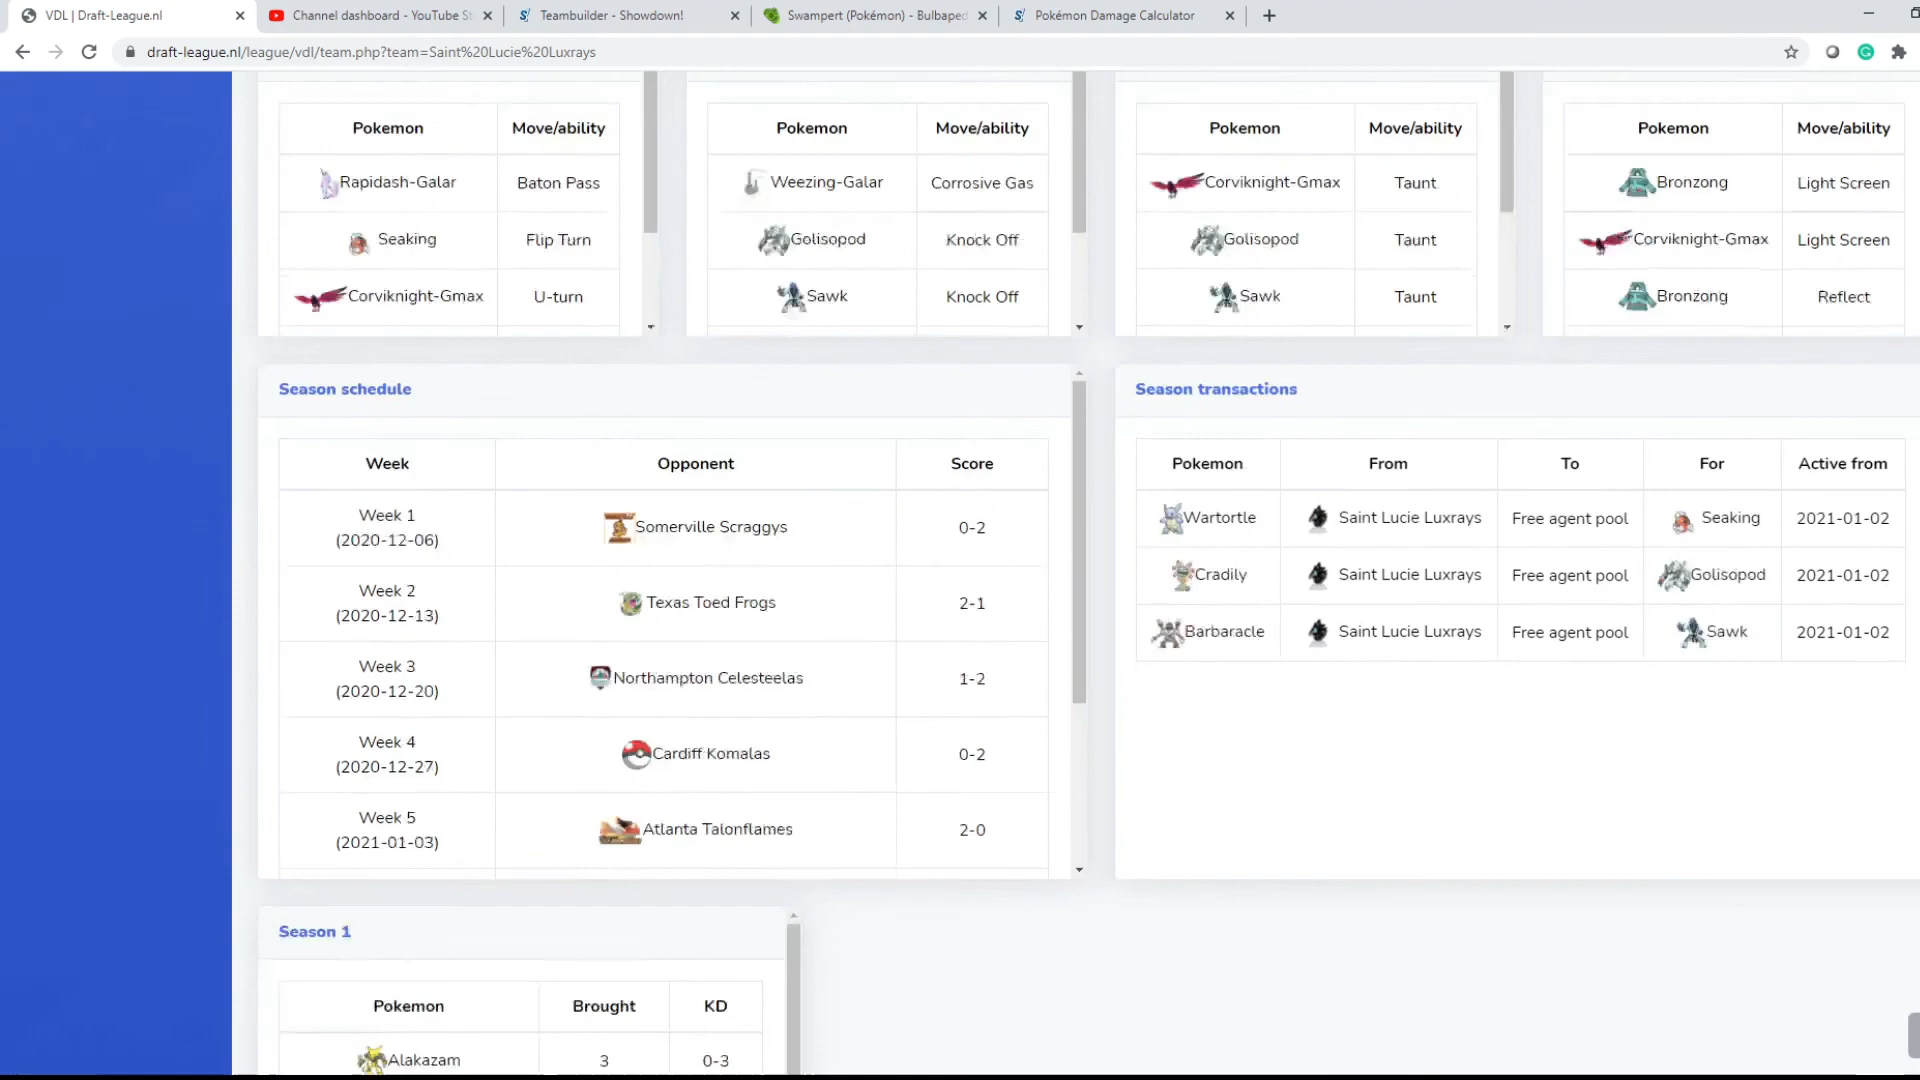 VDL | Draft-League.nl
Channel dashboard - YouTube St
Teambuilder - Showdown!
Swampert (Pokémon) - Bulbaped
Pokémon Damage Calculator
draft-league.nl/league/vdl/team.php?team=Saint%20Lucie%20Luxrays
Pokemon Move/ability
Rapidash-Galar Baton Pass
Seaking Flip Turn
Corviknight-Gmax U-turn
Pokemon Move/ability
Weezing-Galar Corrosive Gas
Golisopod Knock Off
Sawk Knock Off
Pokemon Move/ability
Corviknight-Gmax Taunt
Golisopod Taunt
Sawk Taunt
Pokemon Move/ability
Bronzong Light Screen
Corviknight-Gmax Light Screen
Bronzong Reflect
Season schedule
Week Opponent Score
Week 1
(2020-12-06) Somerville Scraggys 0-2
Week 2
(2020-12-13) Texas Toed Frogs 2-1
Week 3
(2020-12-20) Northampton Celesteelas 1-2
Week 4
(2020-12-27) Cardiff Komalas 0-2
Week 5
(2021-01-03) Atlanta Talonflames 2-0
Season transactions
Pokemon From To For Active from
Wartortle Saint Lucie Luxrays Free agent pool Seaking 2021-01-02
Cradily Saint Lucie Luxrays Free agent pool Golisopod 2021-01-02
Barbaracle Saint Lucie Luxrays Free agent pool Sawk 2021-01-02
Season 1
Pokemon Brought KD
Alakazam 3 0-3